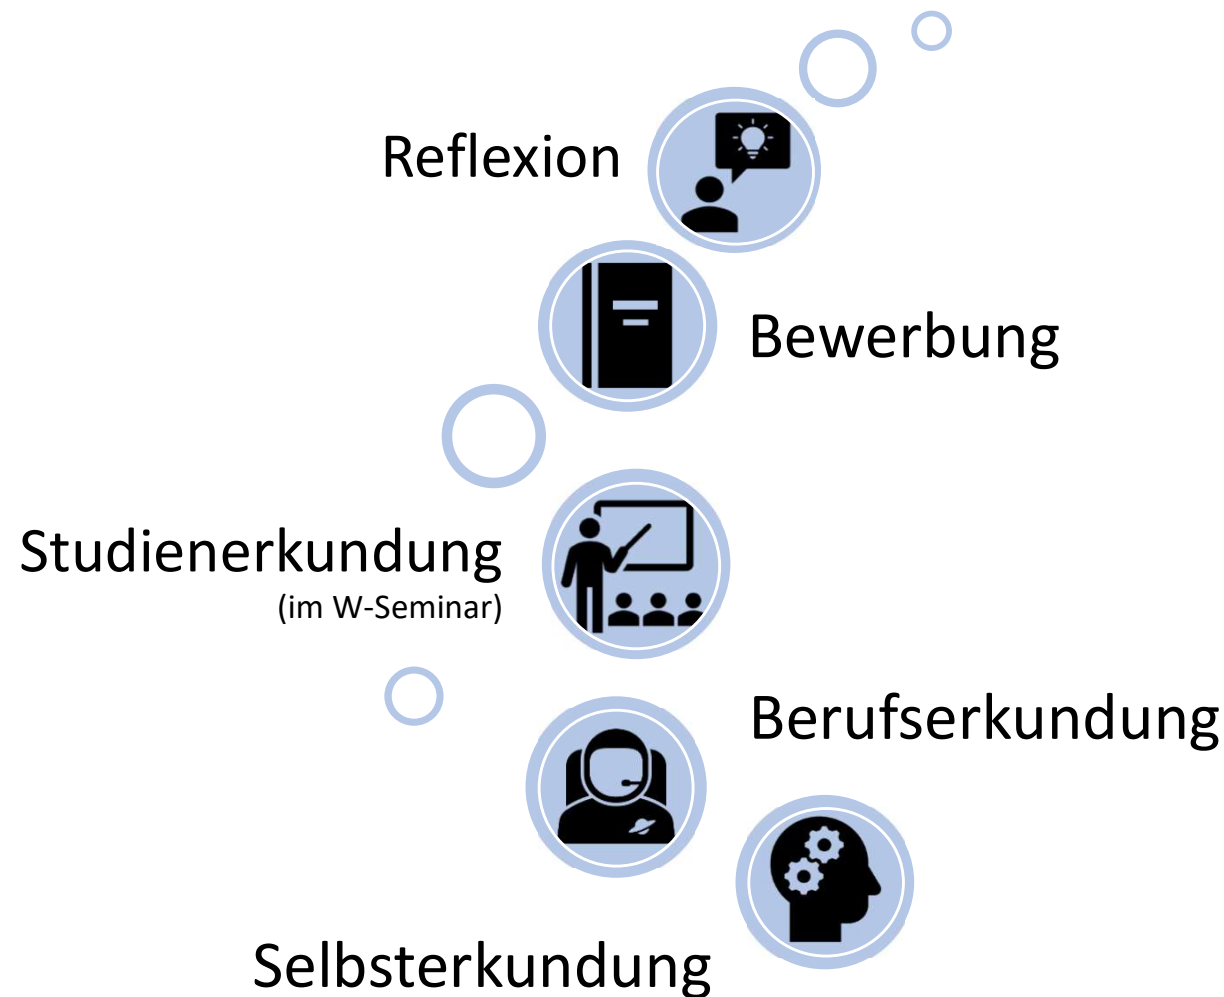 Reflexion
Bewerbung
Studienerkundung
(im W-Seminar)
Berufserkundung
Selbsterkundung